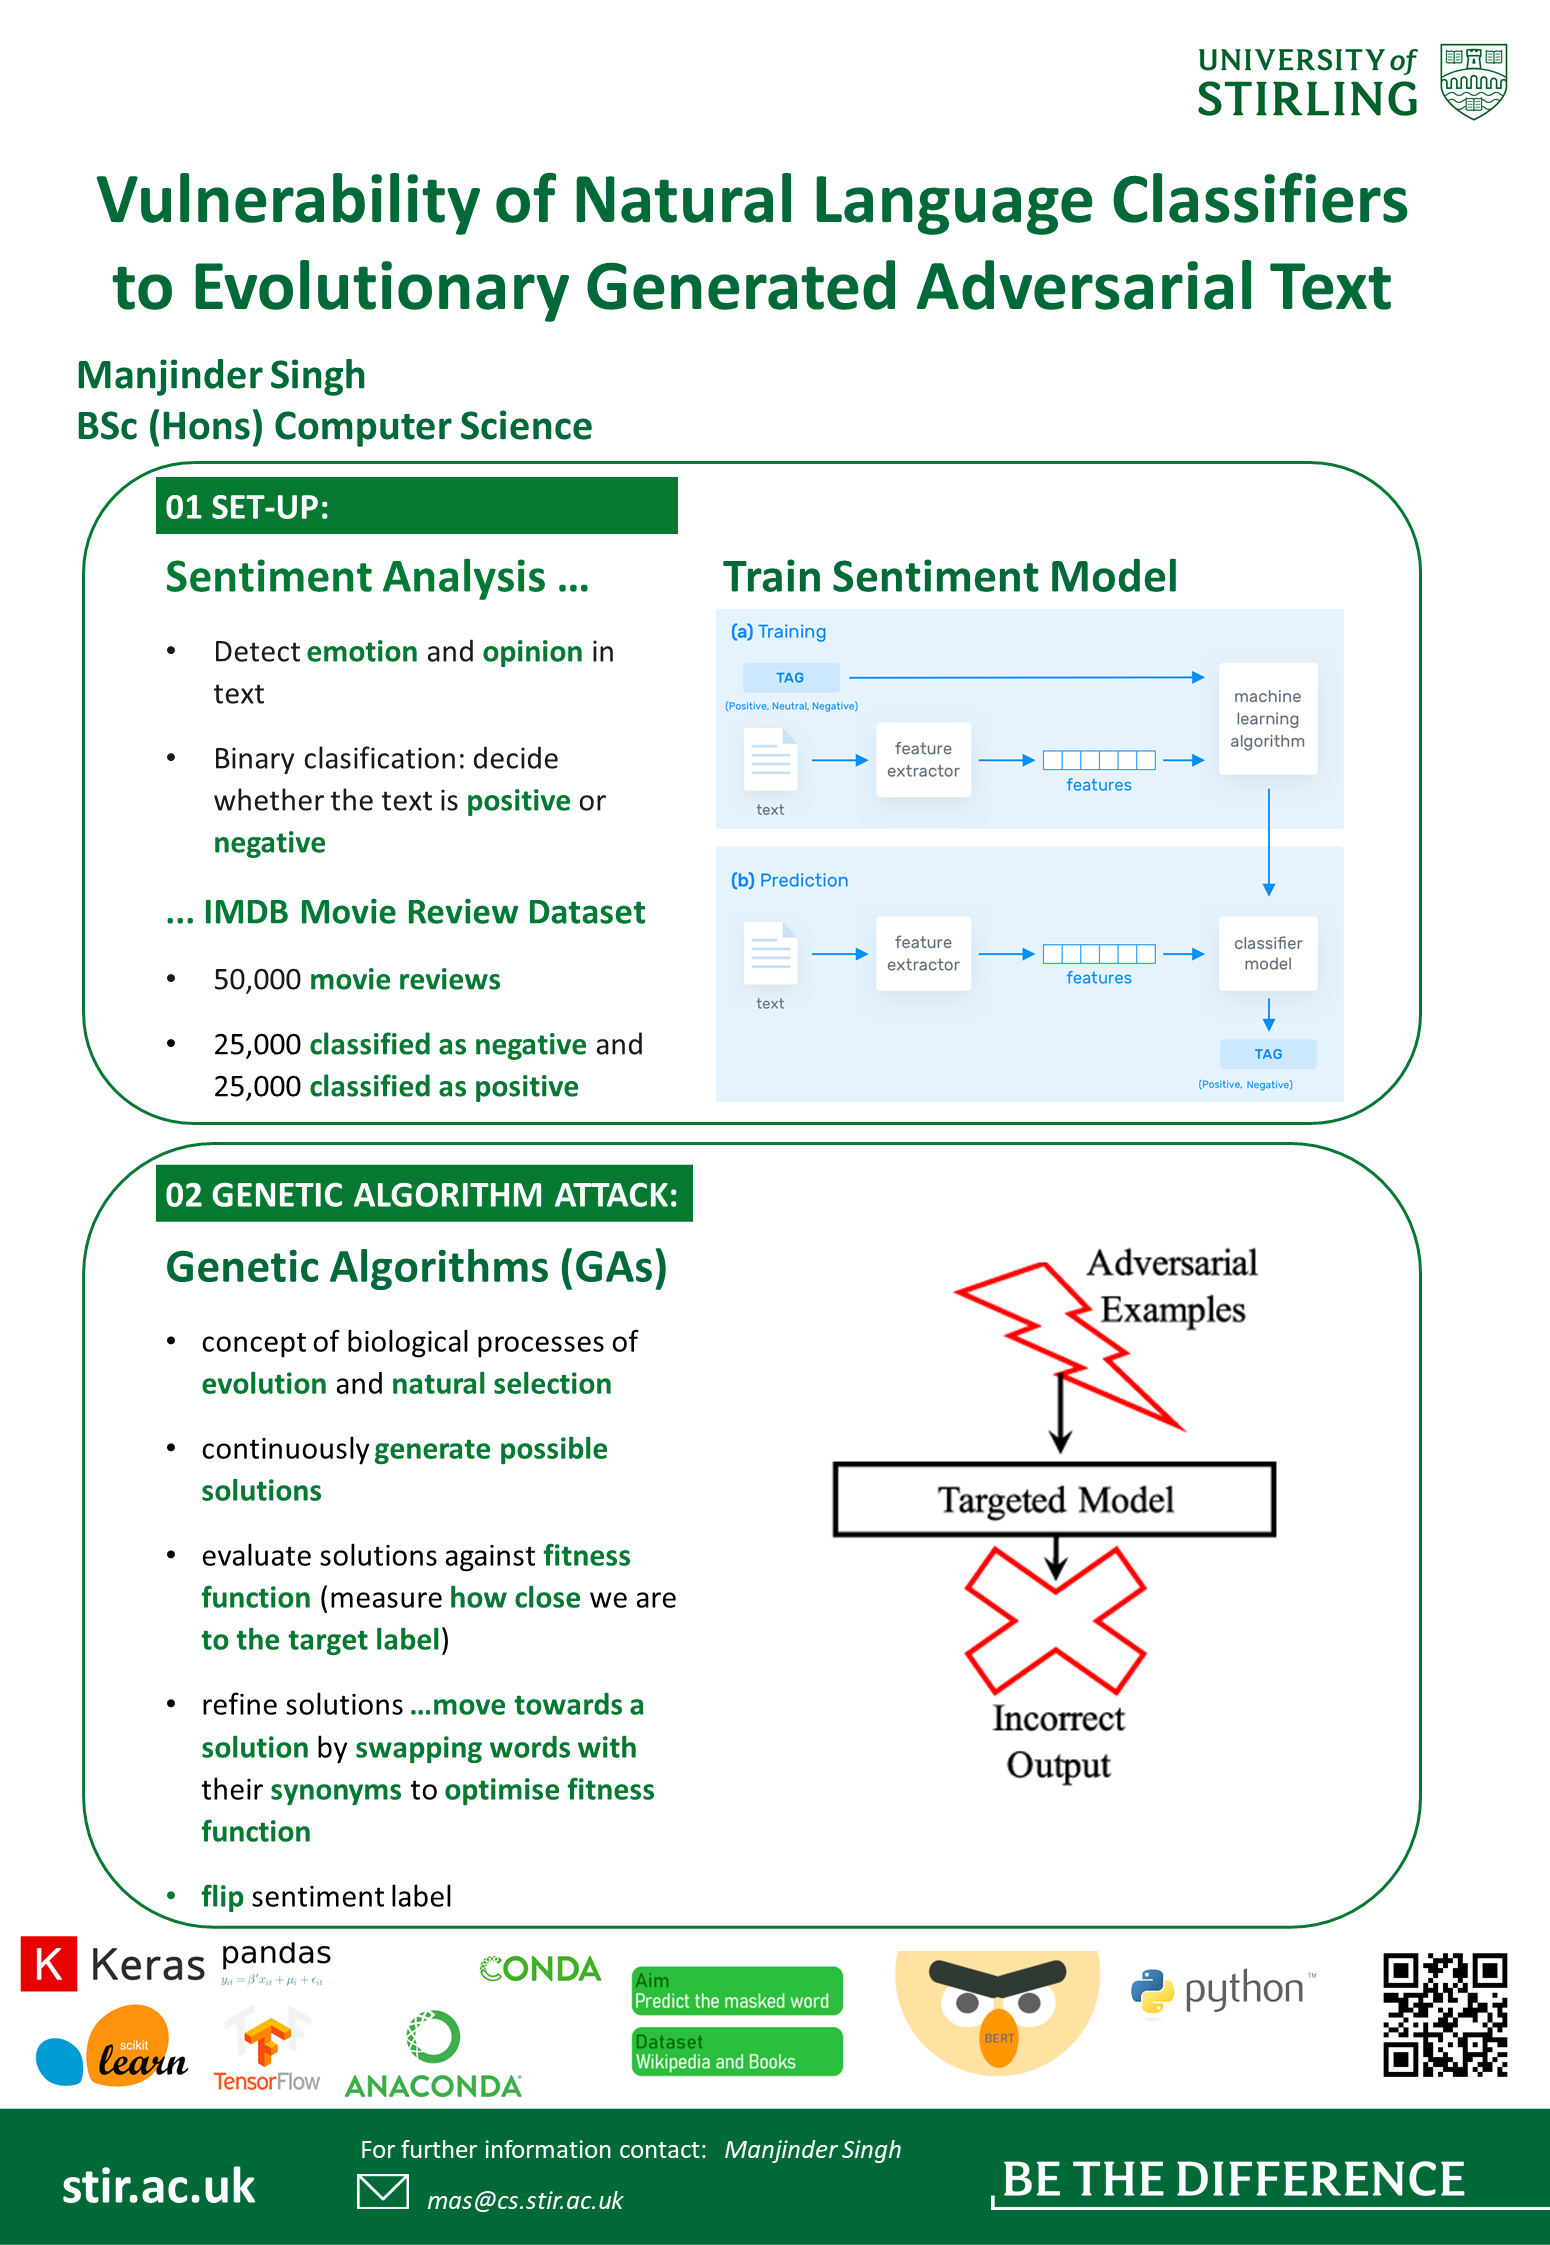 UNIVERSITY of
STIRLING
Vulnerability of Natural Language Classifiers
to Evolutionary Generated Adversarial Text
Manjinder Singh
BSc (Hons) Computer Science
01 SET-UP:
Sentiment Analysis ...
• Detect emotion and opinion in
text
• Binary clasification: decide
whether the text is positive or
negative
... IMDB Movie Review Dataset
• 50,000 movie reviews
• 25,000 classified as negative and
25,000 classified as positive
Train Sentiment Model
(a) Training
TAG
(Positive, Neutral, Negative)
text
feature
extractor
features
machine
learning
algorithm
(b) Prediction
text
feature
extractor
features
classifier
model
TAG
(Positive, Negative)
02 GENETIC ALGORITHM ATTACK:
Genetic Algorithms (GAs)
• concept of biological processes of
evolution and natural selection
• continuously generate possible
solutions
• evaluate solutions against fitness
function (measure how close we are
to the target label)
• refine solutions ...move towards a
solution by swapping words with
their synonyms to optimise fitness
function
• flip sentiment label
Adversarial
Examples
Targeted Model
Incorrect
Output
K Keras
pandas
y_it = β′x_it + μ_i + ϵ_it
scikit
learn
TensorFlow
CONDA
ANACONDA
Aim
Predict the masked word
Dataset
Wikipedia and Books
BERT
python™
stir.ac.uk
For further information contact: Manjinder Singh
mas@cs.stir.ac.uk
BE THE DIFFERENCE